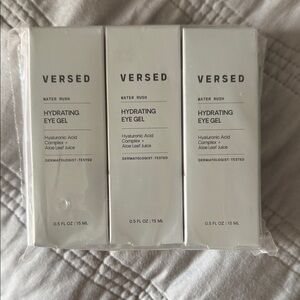 VERSED
WATER RUSH
HYDRATING
EYE GEL
Hyaluronic Acid
Complex +
Aloe Leaf Juice
DERMATOLOGIST TESTED
0.5 FL OZ | 15 ML
VERSED
WATER RUSH
HYDRATING
EYE GEL
Hyaluronic Acid
Complex +
Aloe Leaf Juice
DERMATOLOGIST TESTED
0.5 FL OZ | 15 ML
VERSED
WATER RUSH
HYDRATING
EYE GEL
Hyaluronic Acid
Complex +
Aloe Leaf Juice
DERMATOLOGIST TESTED
0.5 FL OZ | 15 ML